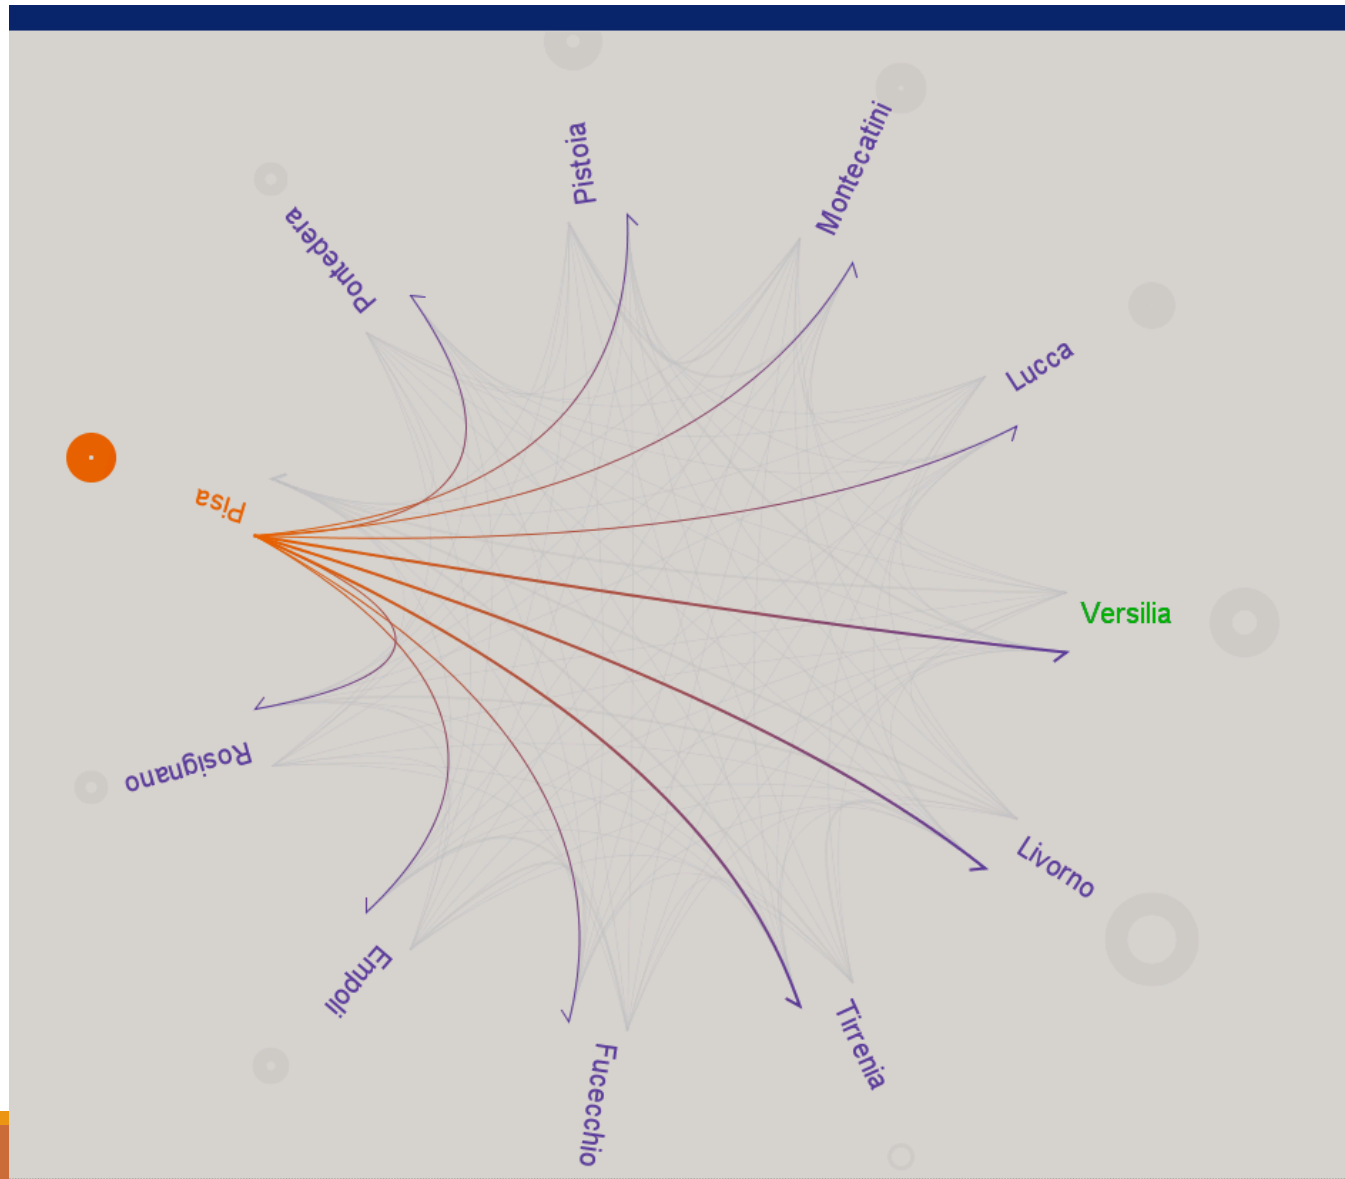 Pistoia
Montecatini
Pontedera
Lucca
Pisa
Versilia
Rosignano
Livorno
Empoli
Tirrenia
Fucecchio